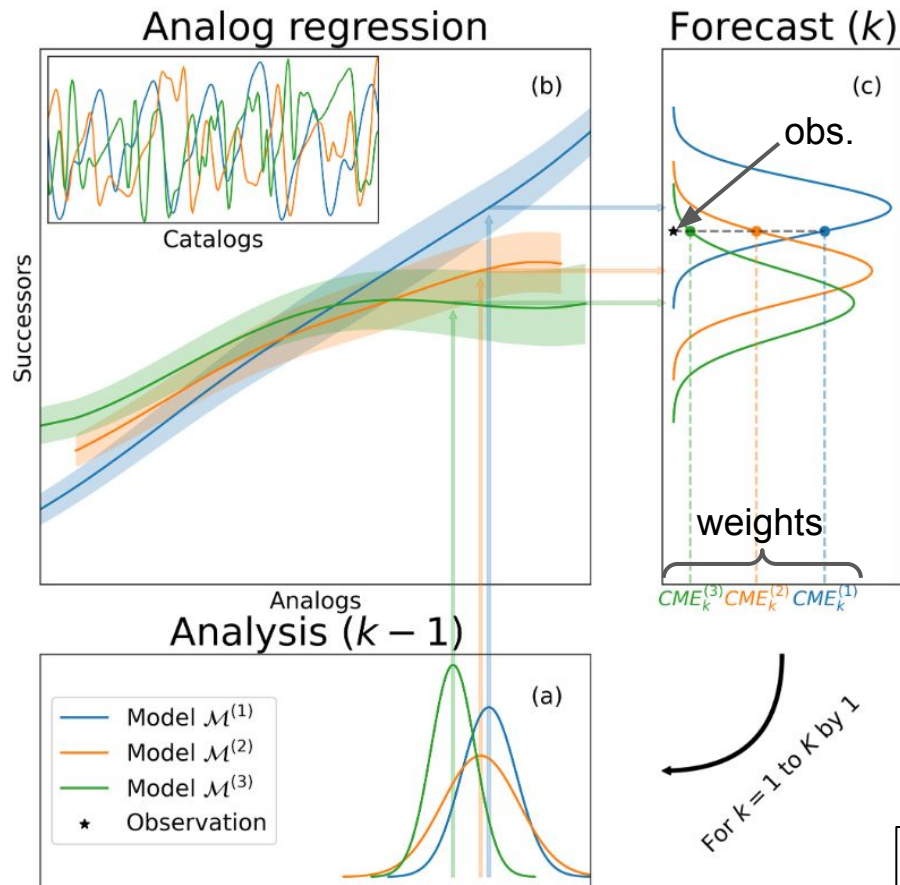 Analog regression
Forecast (k)
(b)
(c)
obs.
Successors
Catalogs
weights
Analogs
CME_k^{(3)} CME_k^{(2)} CME_k^{(1)}
Analysis (k − 1)
(a)
Model ℳ^{(1)}
Model ℳ^{(2)}
Model ℳ^{(3)}
★ Observation
For k = 1 to K by 1